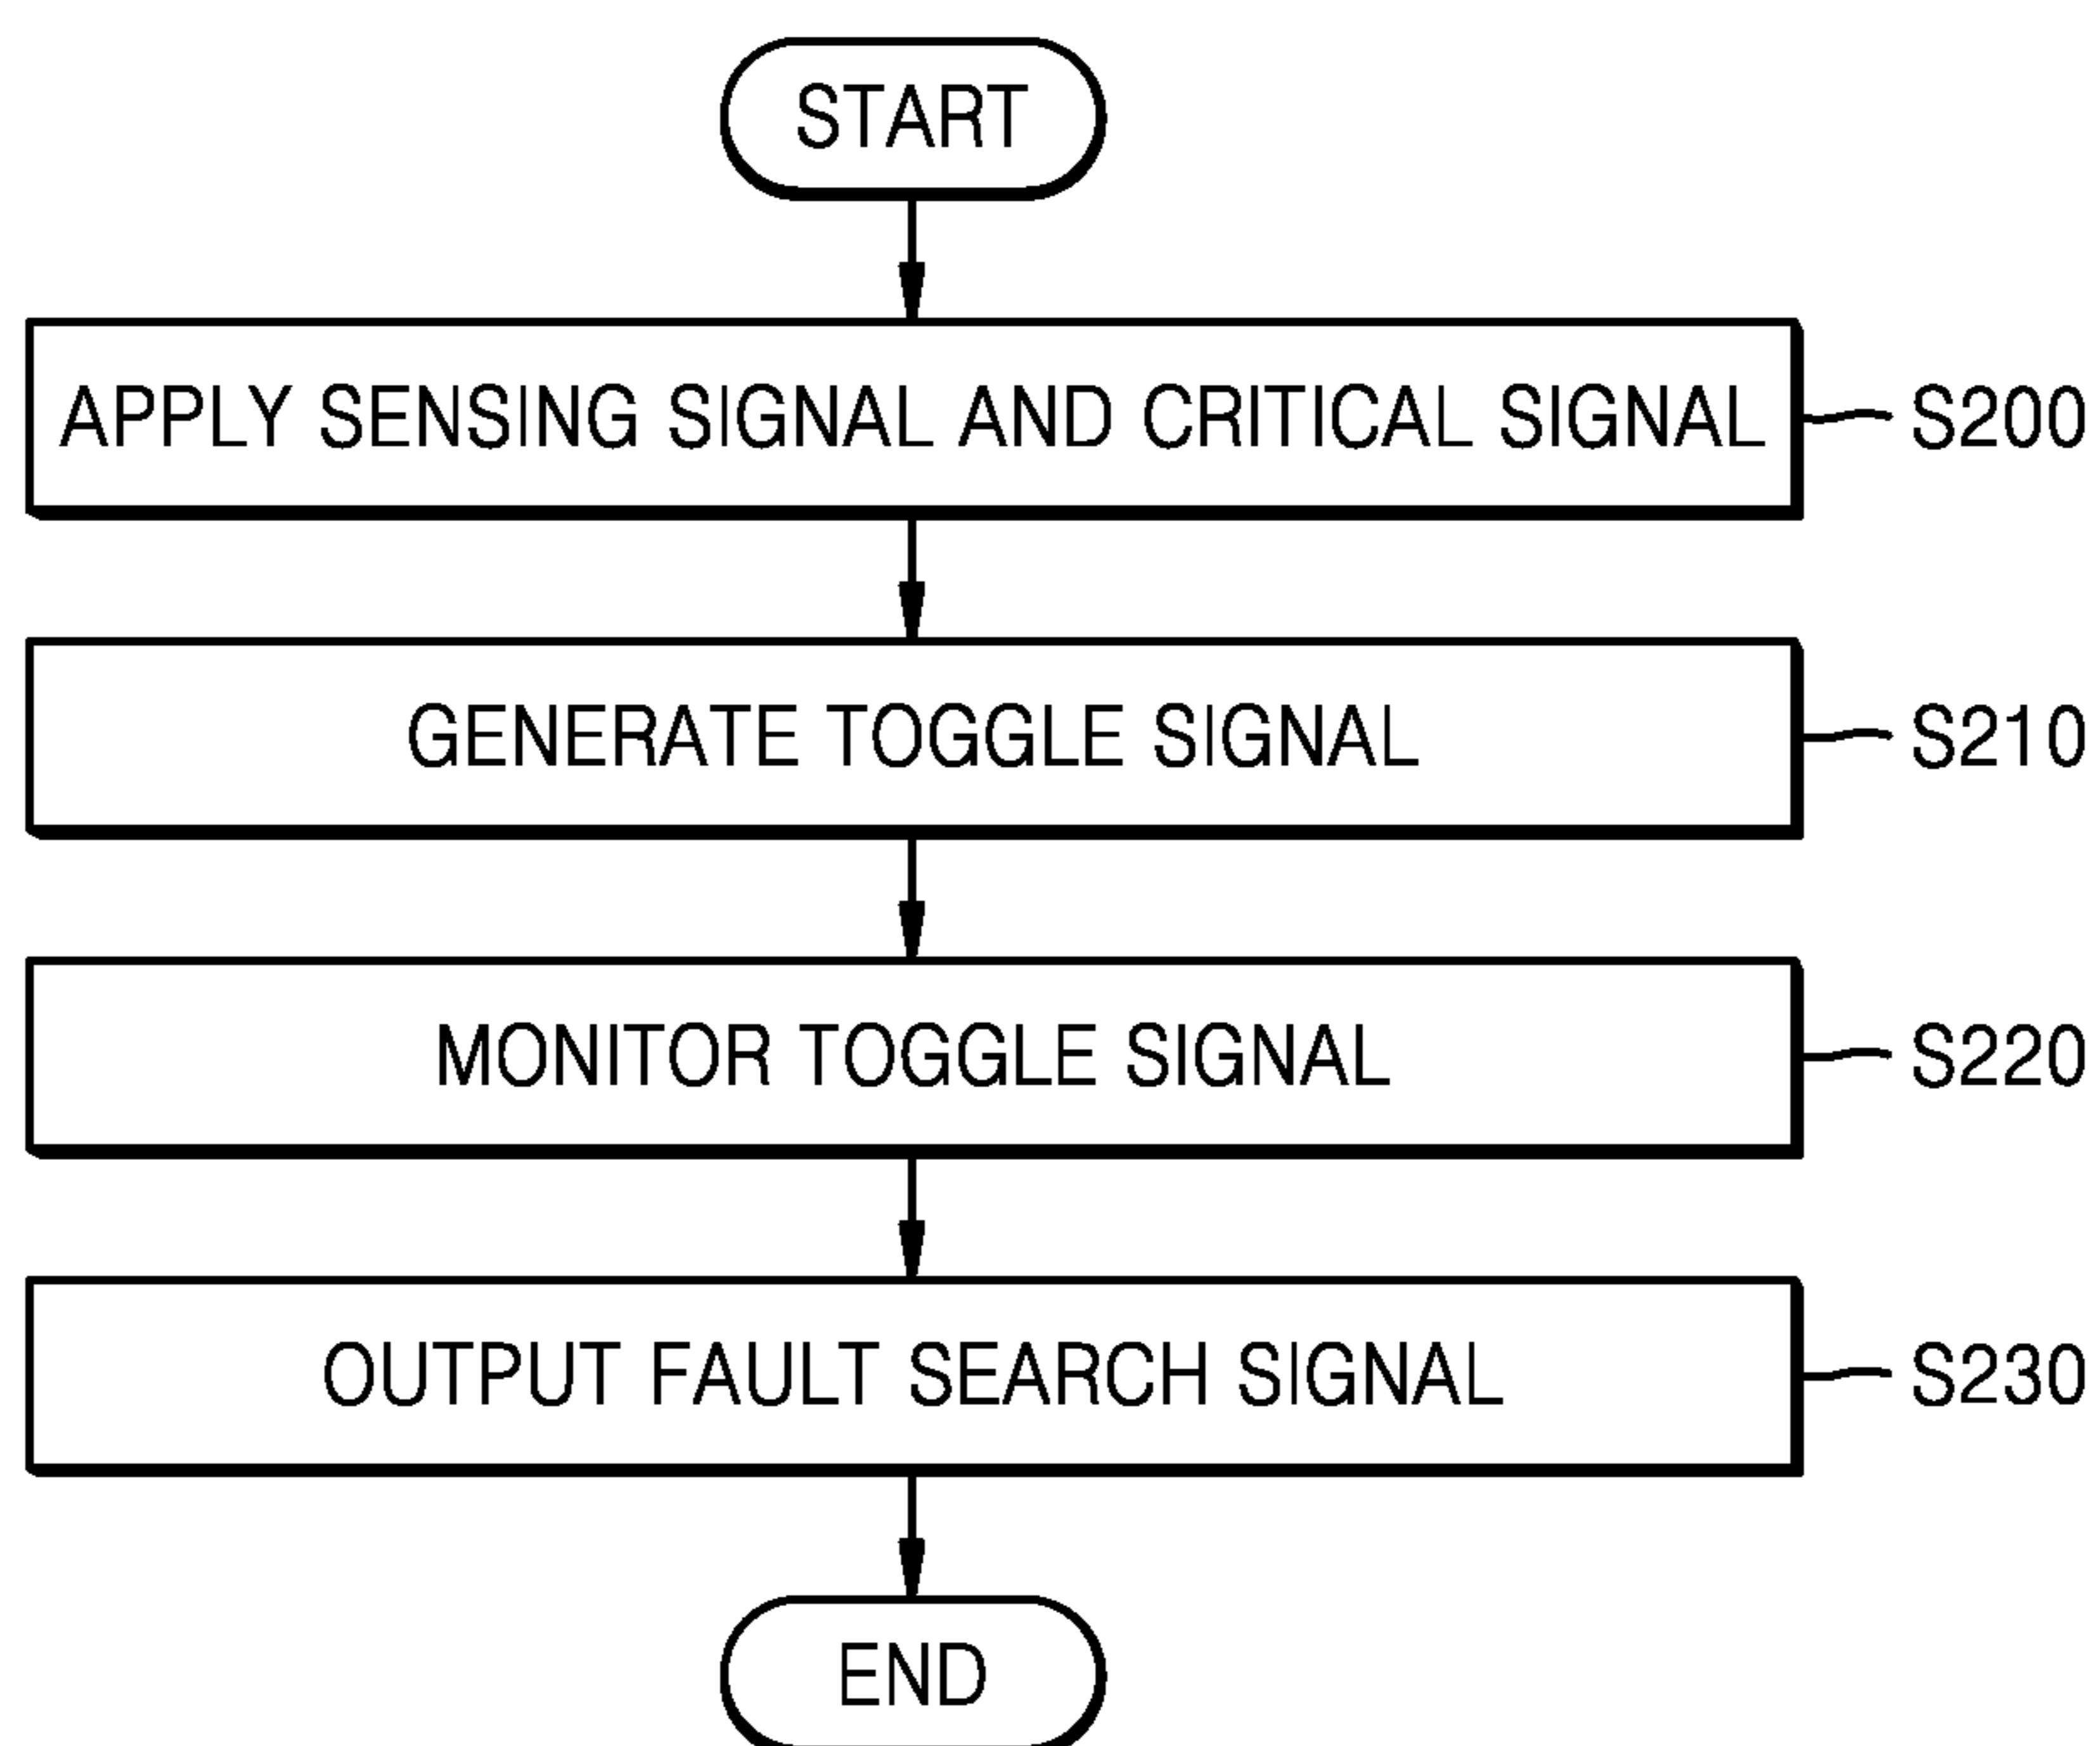 START
APPLY SENSING SIGNAL AND CRITICAL SIGNAL
S200
GENERATE TOGGLE SIGNAL
S210
MONITOR TOGGLE SIGNAL
S220
OUTPUT FAULT SEARCH SIGNAL
S230
END